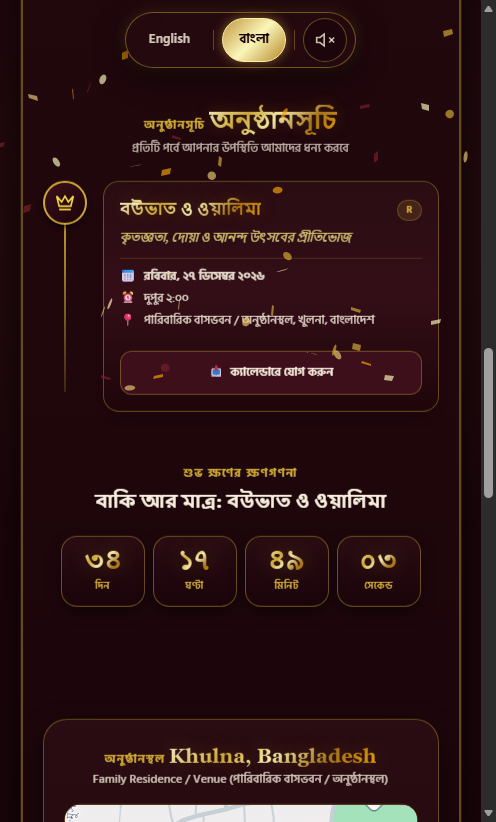 English বাংলা
অনুষ্ঠানসূচি অনুষ্ঠানসূচি
প্রতিটি পর্বে আপনার উপস্থিতি আমাদের ধন্য করবে
বউভাত ও ওয়ালিমা R
কৃতজ্ঞতা, দোয়া ও আনন্দ উৎসবের প্রীতিভোজ
রবিবার, ২৭ ডিসেম্বর ২০২৬
দুপুর ২:০০
পারিবারিক বাসভবন / অনুষ্ঠানস্থল, খুলনা, বাংলাদেশ
ক্যালেন্ডারে যোগ করুন
শুভ ক্ষণের ক্ষণগণনা
বাকি আর মাত্র: বউভাত ও ওয়ালিমা
৩৪ ১৭ ৪৯ ০৩
দিন ঘণ্টা মিনিট সেকেন্ড
অনুষ্ঠানস্থল Khulna, Bangladesh
Family Residence / Venue (পারিবারিক বাসভবন / অনুষ্ঠানস্থল)